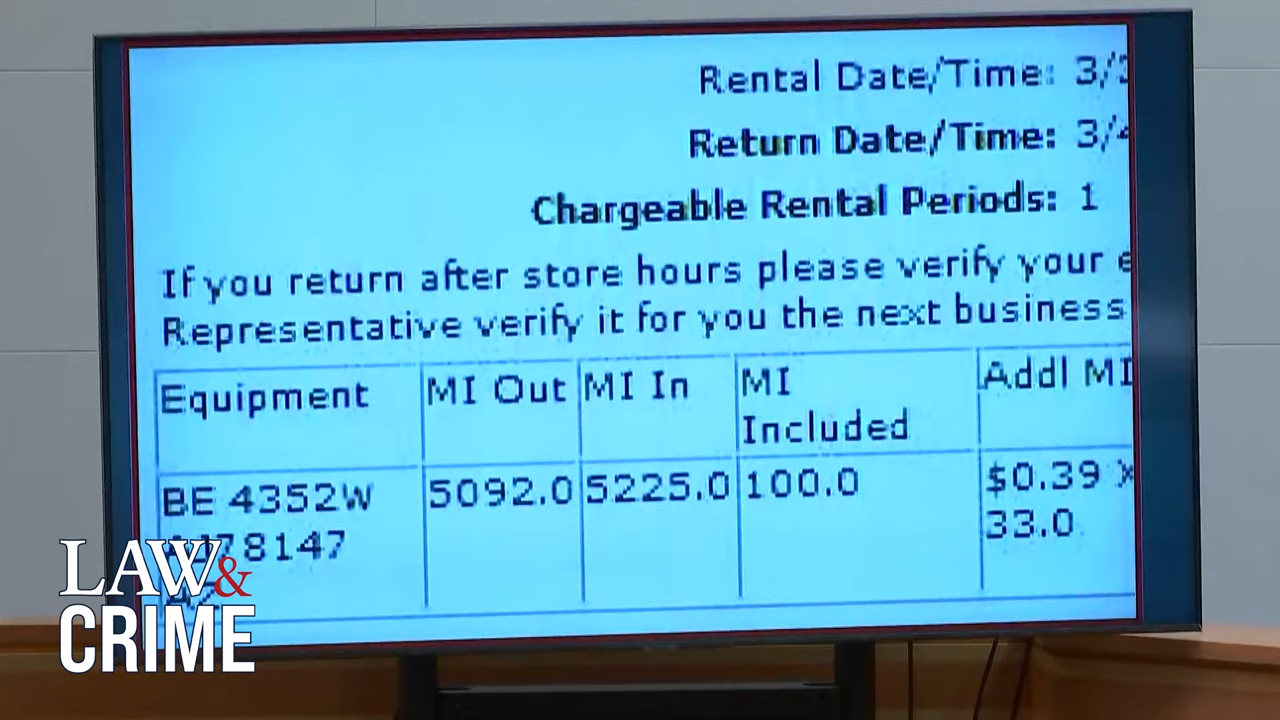 Rental Date/Time: 3/
Return Date/Time: 3/4
Chargeable Rental Periods: 1
If you return after store hours please verify your
Representative verify it for you the next business
Equipment MI Out MI In MI Included Addl MI
BE 4352W 5092.0 5225.0 100.0 $0.39 X
78147 33.0
LAW&
CRIME